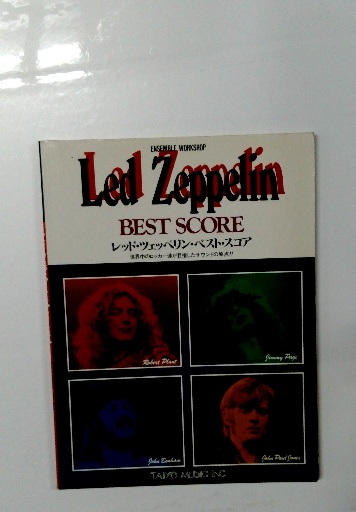 ENSEMBLE WORKSHOP
Led Zeppelin
BEST SCORE
レッド・ツェッペリン・ベスト・スコア
Robert Plant
Jimmy Page
John Bonham
John Paul Jones
TAIYO MUSIC INC.